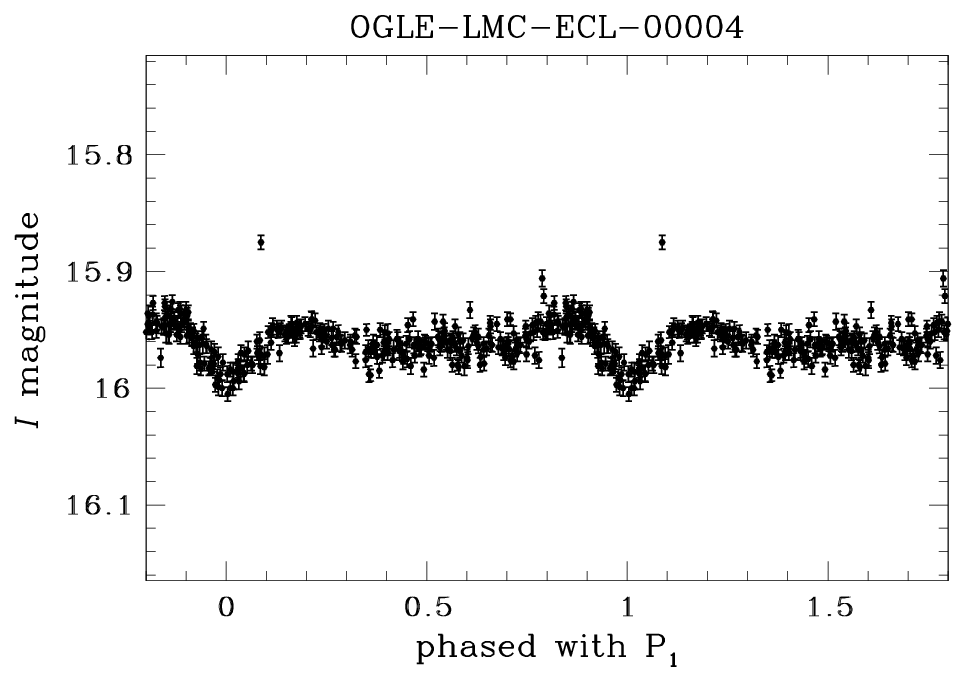 OGLE-LMC-ECL-00004
15.8
15.9
16
16.1
I magnitude
0 0.5 1 1.5
phased with P₁